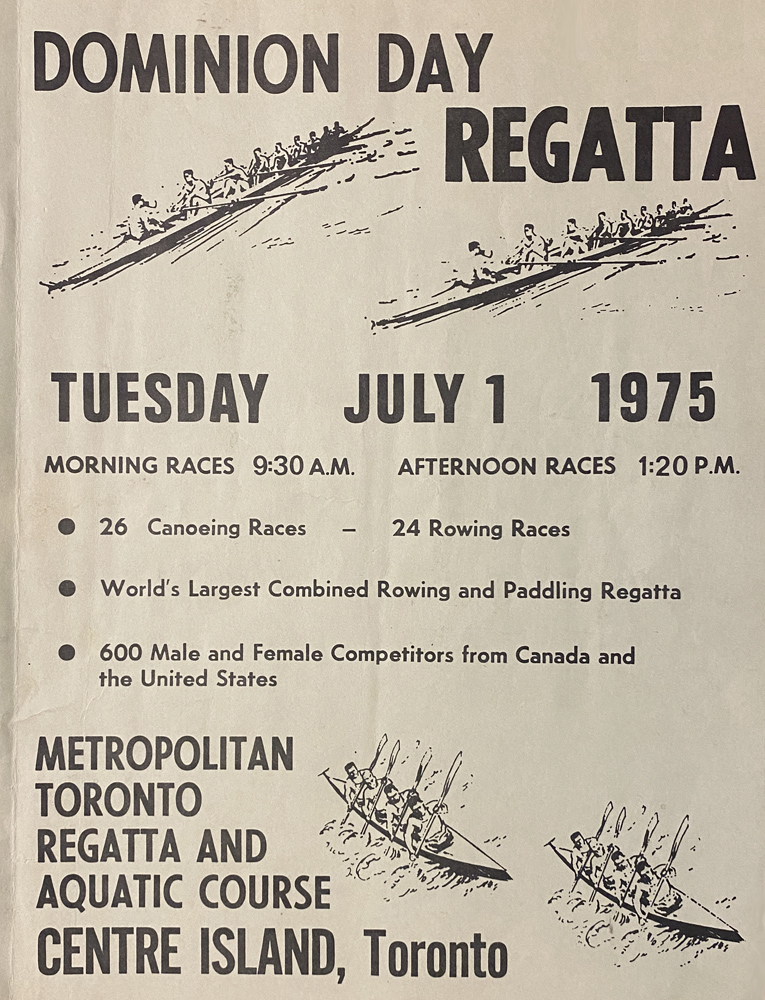 DOMINION DAY
REGATTA
TUESDAY JULY 1 1975
MORNING RACES 9:30 A.M. AFTERNOON RACES 1:20 P.M.
● 26 Canoeing Races – 24 Rowing Races
● World's Largest Combined Rowing and Paddling Regatta
● 600 Male and Female Competitors from Canada and
the United States
METROPOLITAN
TORONTO
REGATTA AND
AQUATIC COURSE
CENTRE ISLAND, Toronto